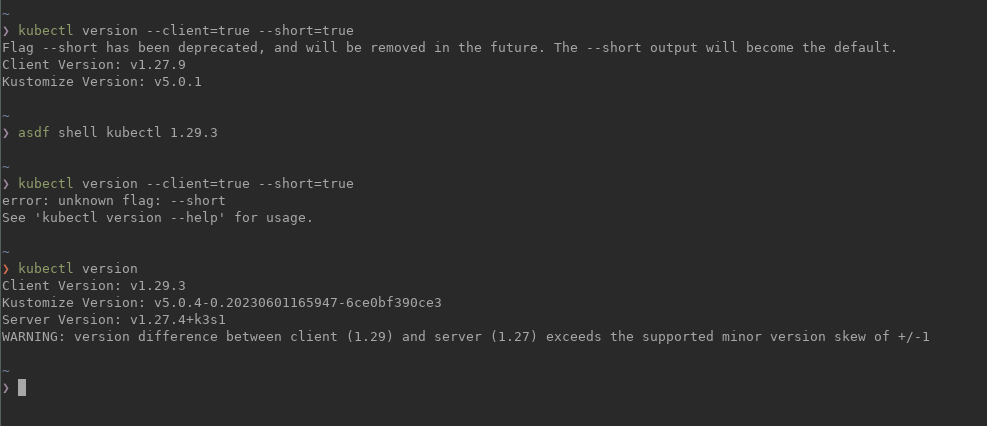 ~
❯ kubectl version --client=true --short=true
Flag --short has been deprecated, and will be removed in the future. The --short output will become the default.
Client Version: v1.27.9
Kustomize Version: v5.0.1
~
❯ asdf shell kubectl 1.29.3
~
❯ kubectl version --client=true --short=true
error: unknown flag: --short
See 'kubectl version --help' for usage.
~
❯ kubectl version
Client Version: v1.29.3
Kustomize Version: v5.0.4-0.20230601165947-6ce0bf390ce3
Server Version: v1.27.4+k3s1
WARNING: version difference between client (1.29) and server (1.27) exceeds the supported minor version skew of +/-1
~
❯